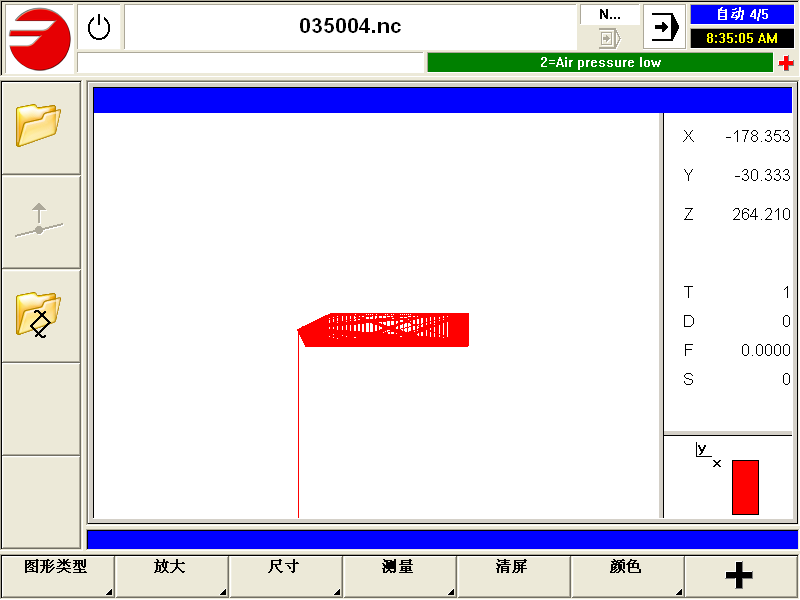 035004.nc
N...
自动 4/5
8:35:05 AM
2=Air pressure low
X -178.353
Y -30.333
Z 264.210
T 1
D 0
F 0.0000
S 0
y
x
图形类型
放大
尺寸
测量
清屏
颜色